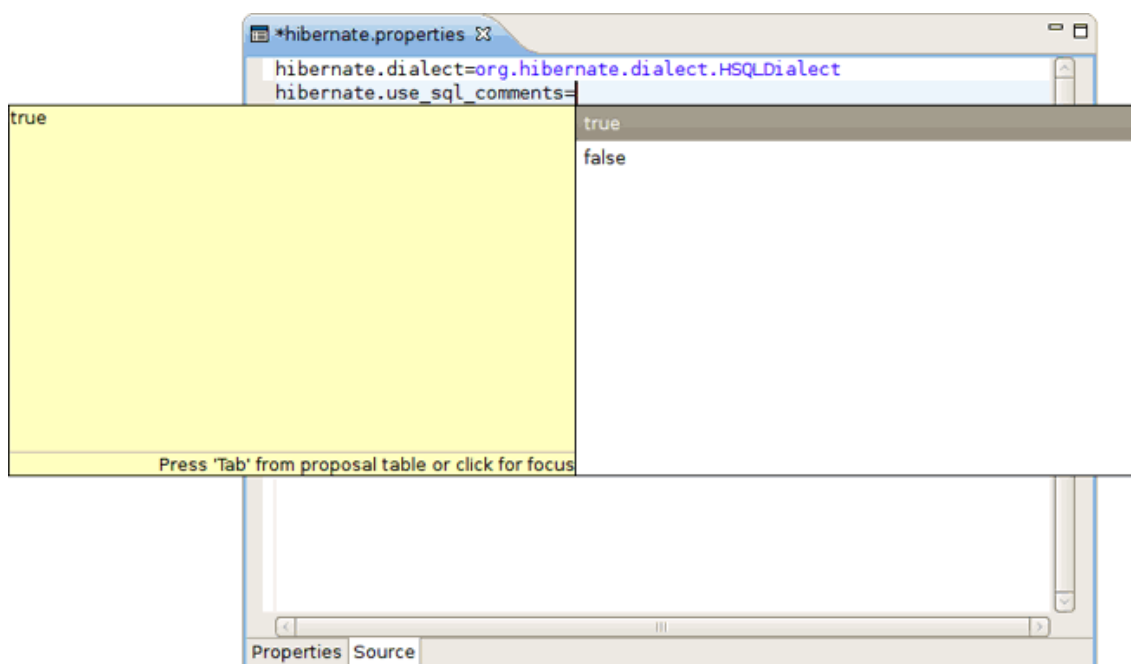 *hibernate.properties
hibernate.dialect=org.hibernate.dialect.HSQLDialect
hibernate.use_sql_comments=
true
true
false
Press 'Tab' from proposal table or click for focus
Properties Source